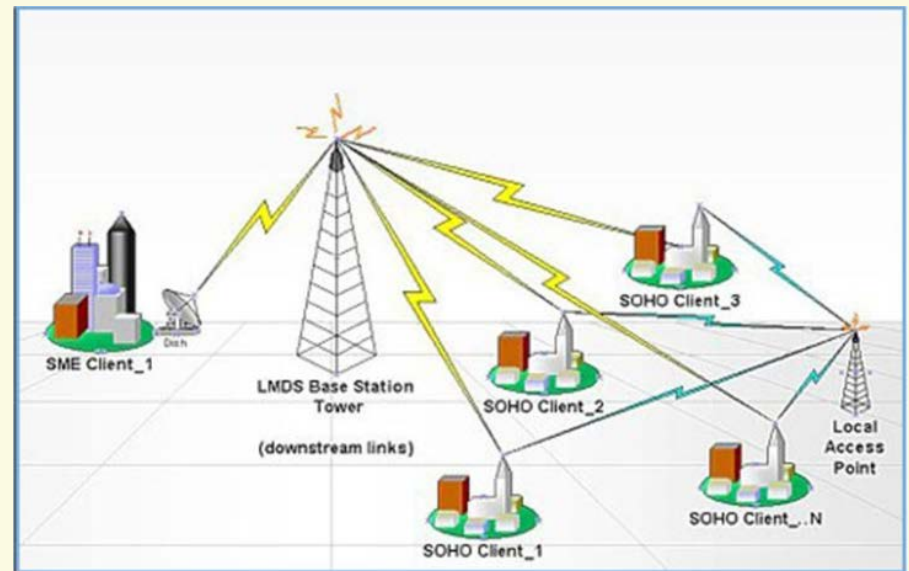 SOHO Client_3
Dish
SME Client_1
LMDS Base Station
Tower
(downstream links)
SOHO Client_2
Local
Access
Point
SOHO Client_..N
SOHO Client_1